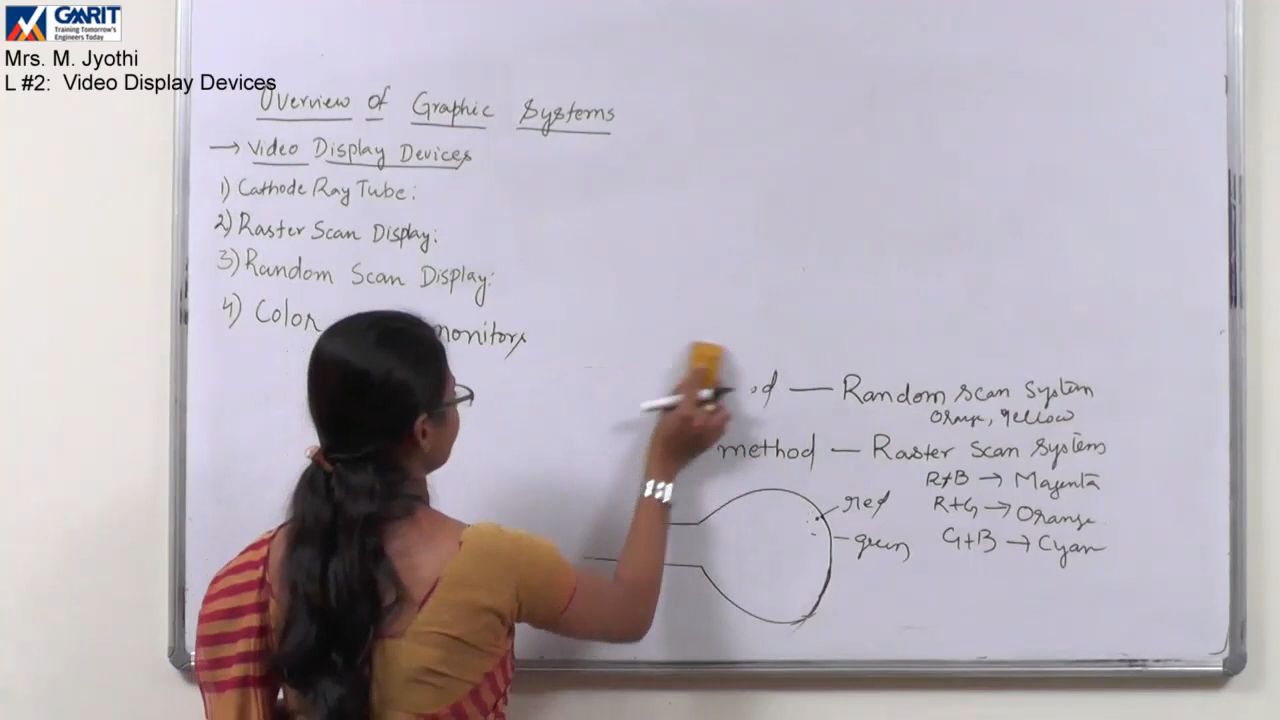 GMRIT
Training Tomorrow's
Engineers Today
Mrs. M. Jyothi
L #2: Video Display Devices
Overview of Graphic Systems
→ Video Display Devices
1) Cathode Ray Tube:
2) Raster Scan Display:
3) Random Scan Display:
4) Color monitors
— Random scan system
Orange, yellow
method — Raster Scan System
R+B → Magenta
red
R+G → Orange
green
G+B → Cyan